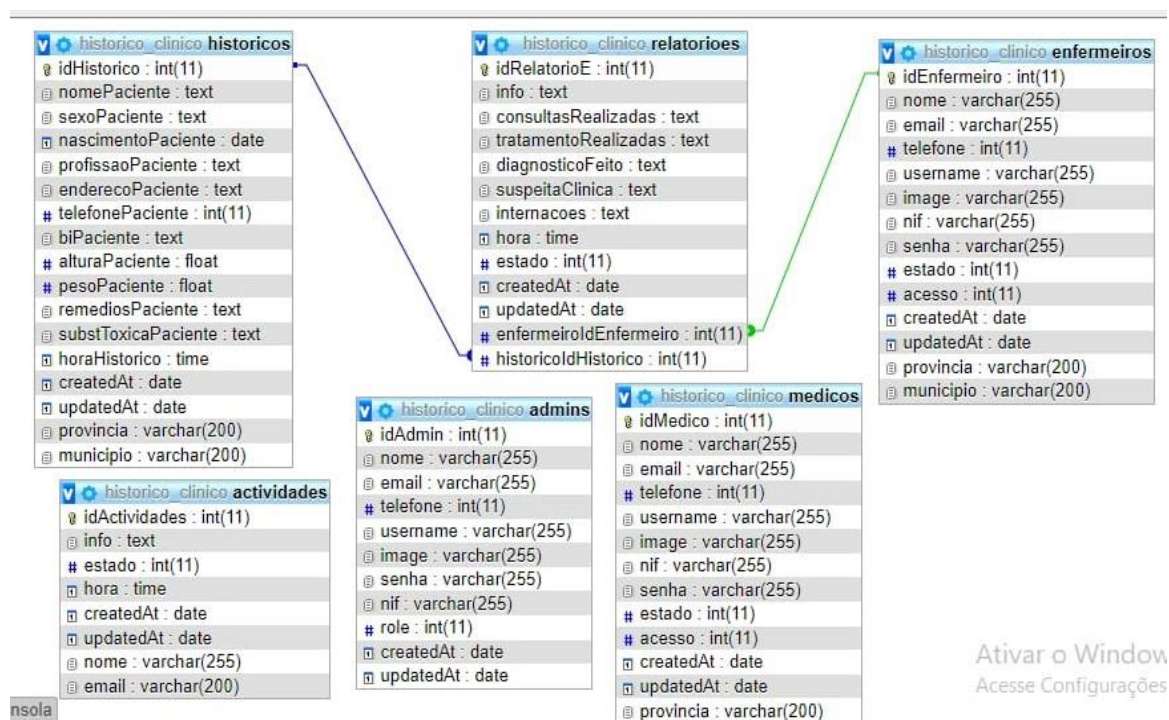 historico_clinico historicos
idHistorico : int(11)
nomePaciente : text
sexoPaciente : text
nascimentoPaciente : date
profissaoPaciente : text
enderecoPaciente : text
telefonePaciente : int(11)
biPaciente : text
alturaPaciente : float
pesoPaciente : float
remediosPaciente : text
substToxicaPaciente : text
horaHistorico : time
createdAt : date
updatedAt : date
provincia : varchar(200)
municipio : varchar(200)
historico_clinico relatorioes
idRelatorioE : int(11)
info : text
consultasRealizadas : text
tratamentoRealizadas : text
diagnosticoFeito : text
suspeitaClinica : text
internacoes : text
hora : time
estado : int(11)
createdAt : date
updatedAt : date
enfermeiroIdEnfermeiro : int(11)
historicoIdHistorico : int(11)
historico_clinico enfermeiros
idEnfermeiro : int(11)
nome : varchar(255)
email : varchar(255)
telefone : int(11)
username : varchar(255)
image : varchar(255)
nif : varchar(255)
senha : varchar(255)
estado : int(11)
acesso : int(11)
createdAt : date
updatedAt : date
provincia : varchar(200)
municipio : varchar(200)
historico_clinico actividades
idActividades : int(11)
info : text
estado : int(11)
hora : time
createdAt : date
updatedAt : date
nome : varchar(255)
email : varchar(200)
historico_clinico admins
idAdmin : int(11)
nome : varchar(255)
email : varchar(255)
telefone : int(11)
username : varchar(255)
image : varchar(255)
senha : varchar(255)
nif : varchar(255)
role : int(11)
createdAt : date
updatedAt : date
historico_clinico medicos
idMedico : int(11)
nome : varchar(255)
email : varchar(255)
telefone : int(11)
username : varchar(255)
image : varchar(255)
nif : varchar(255)
senha : varchar(255)
estado : int(11)
acesso : int(11)
createdAt : date
updatedAt : date
provincia : varchar(200)
Ativar o Window
Acesse Configurações
nsola